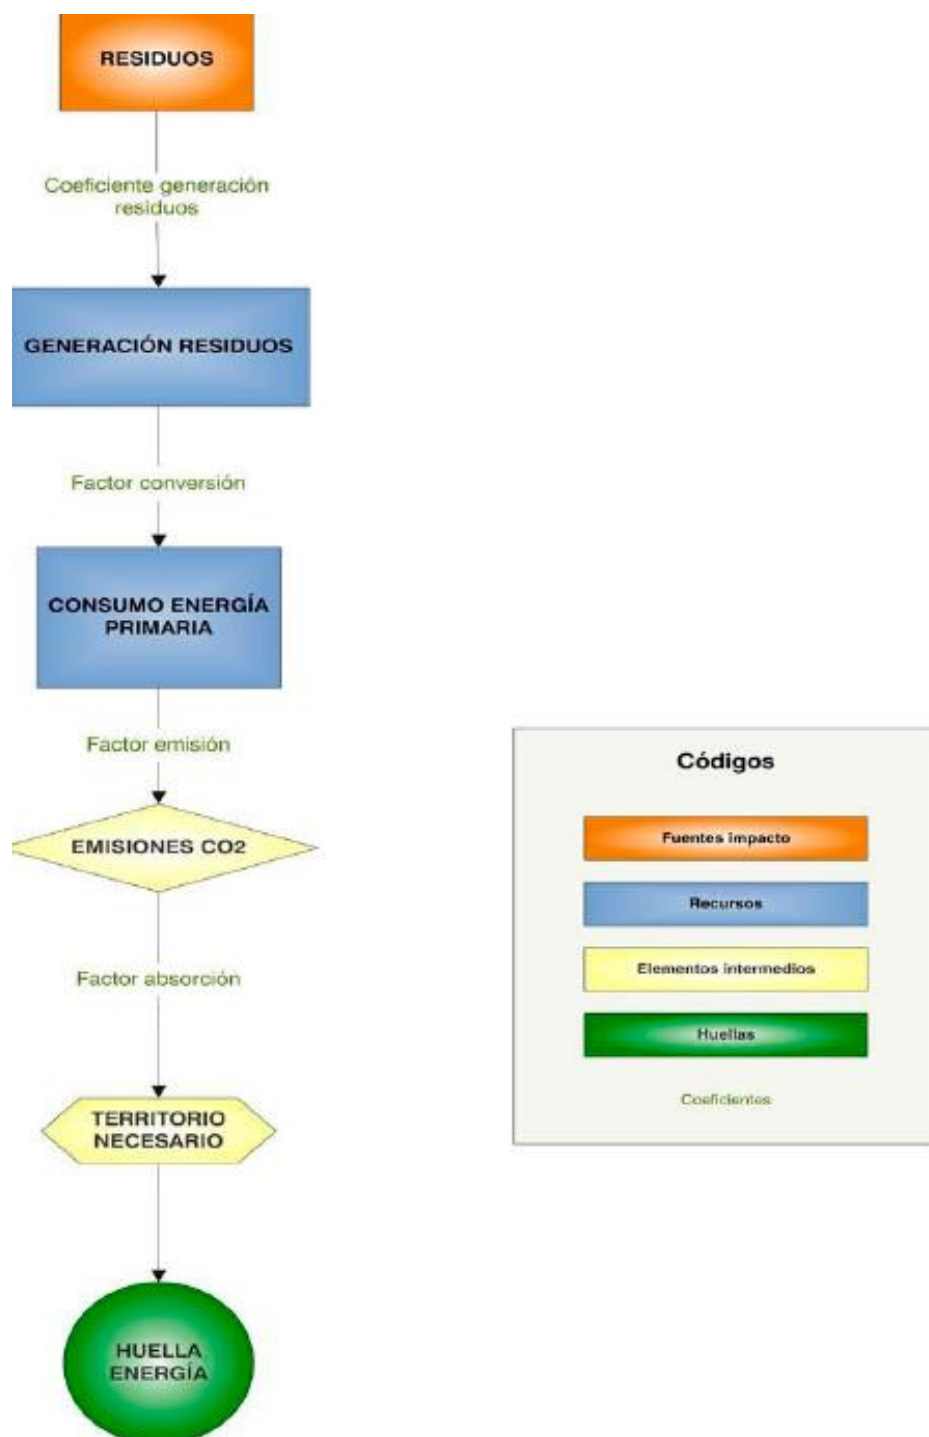 RESIDUOS
Coeficiente generación
residuos
GENERACIÓN RESIDUOS
Factor conversión
CONSUMO ENERGÍA
PRIMARIA
Factor emisión
EMISIONES CO2
Factor absorción
TERRITORIO
NECESARIO
HUELLA
ENERGÍA
Códigos
Fuentes impacto
Recursos
Elementos intermedios
Huellas
Coeficientes